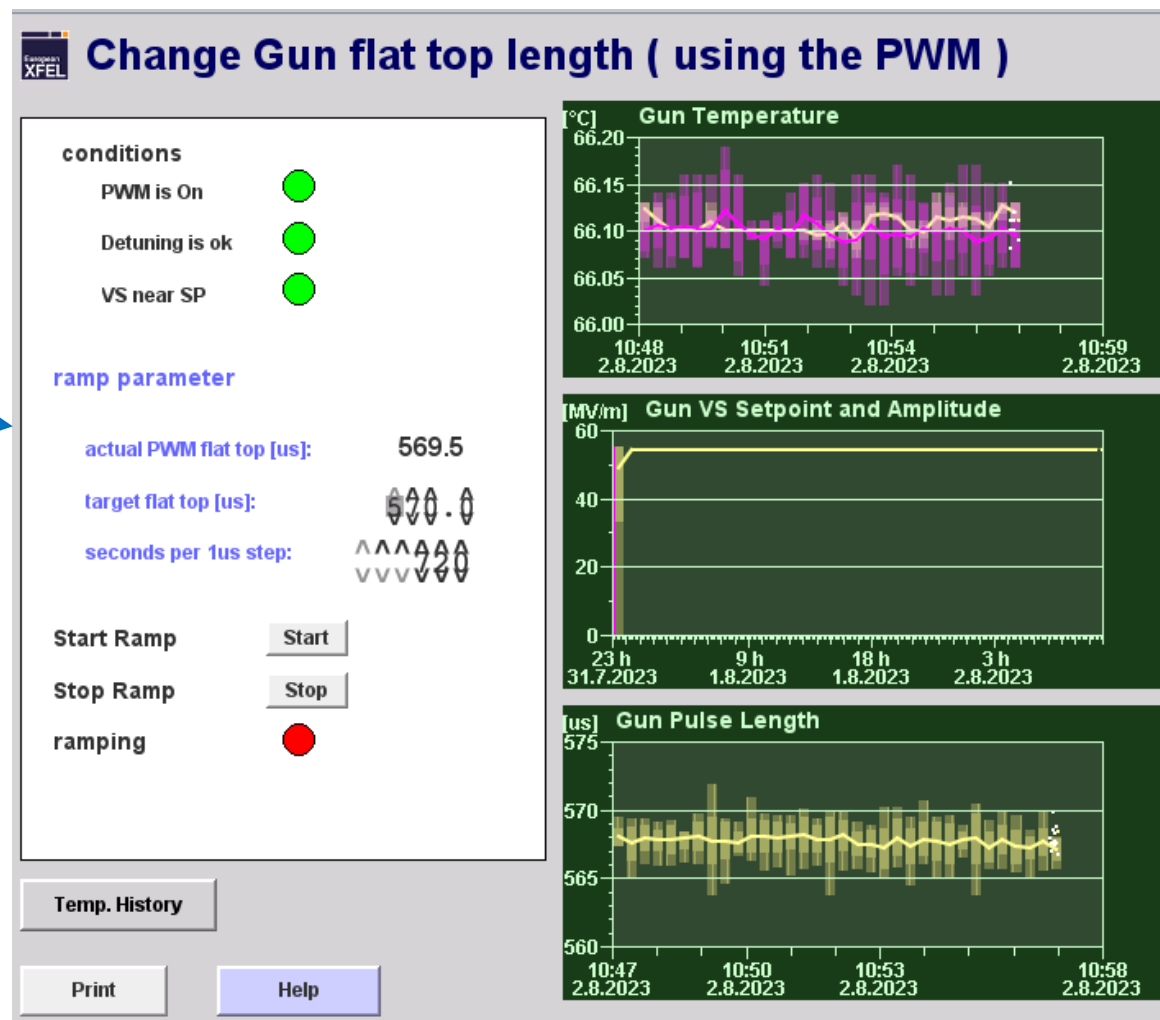 European
XFEL
Change Gun flat top length ( using the PWM )
conditions
PWM is On
Detuning is ok
VS near SP
ramp parameter
actual PWM flat top [us]: 569.5
target flat top [us]: 570.0
seconds per 1us step: 720
Start Ramp Start
Stop Ramp Stop
ramping
Temp. History
Print Help
[°C] Gun Temperature
66.20
66.15
66.10
66.05
66.00
10:48 10:51 10:54 10:59
2.8.2023 2.8.2023 2.8.2023 2.8.2023
[MV/m] Gun VS Setpoint and Amplitude
60
40
20
0
23 h 9 h 18 h 3 h
31.7.2023 1.8.2023 1.8.2023 2.8.2023
[us] Gun Pulse Length
575
570
565
560
10:47 10:50 10:53 10:58
2.8.2023 2.8.2023 2.8.2023 2.8.2023